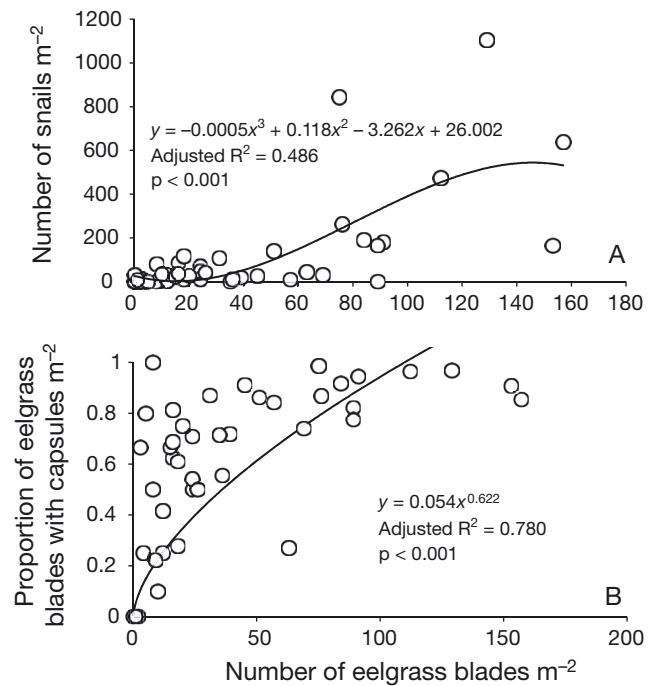 1200
1000
800
600
400
200
0
Number of snails m⁻²
y = −0.0005x³ + 0.118x² − 3.262x + 26.002
Adjusted R² = 0.486
p < 0.001
A
0 20 40 60 80 100 120 140 160 180
1
0.8
0.6
0.4
0.2
0
Proportion of eelgrass
blades with capsules m⁻²
y = 0.054x⁰·⁶²²
Adjusted R² = 0.780
p < 0.001
B
0 50 100 150 200
Number of eelgrass blades m⁻²